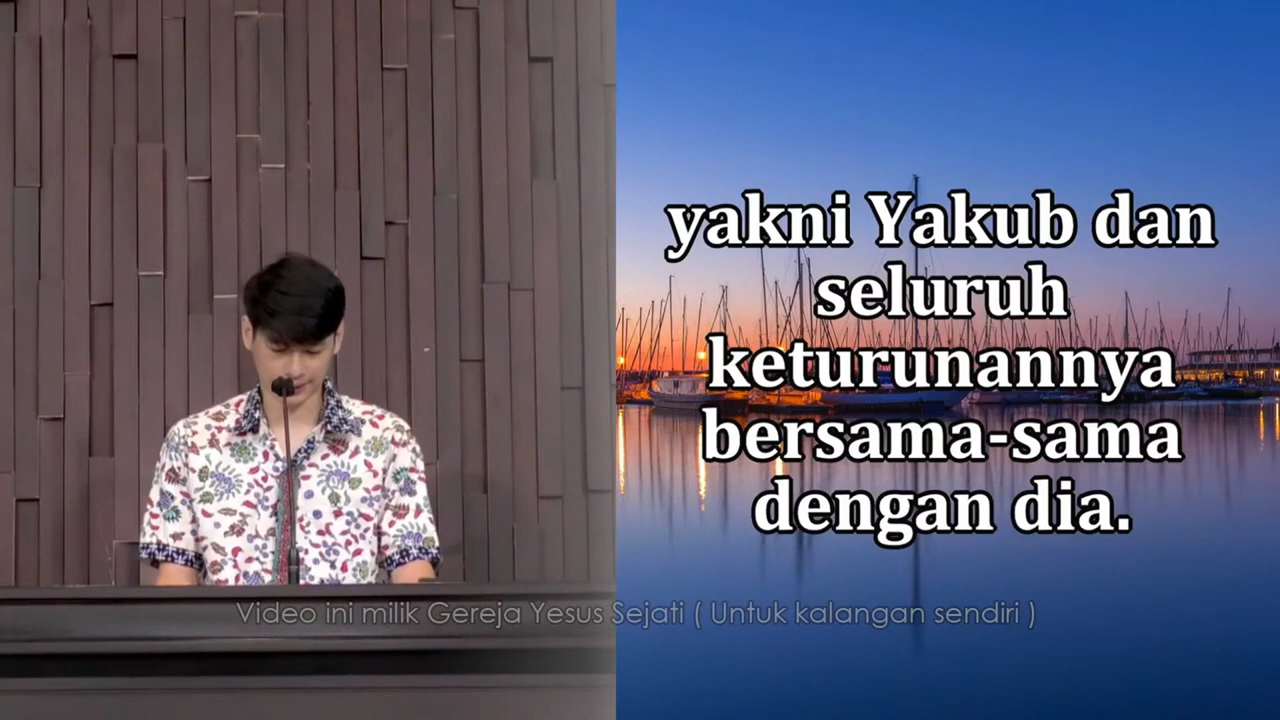 yakni Yakub dan
seluruh
keturunannya
bersama-sama
dengan dia.
Video ini milik Gereja Yesus Sejati ( Untuk kalangan sendiri )